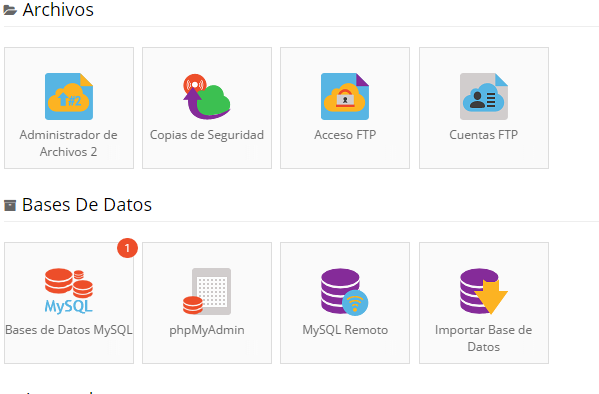 Archivos
#2
Administrador de
Archivos 2
Copias de Seguridad
Acceso FTP
Cuentas FTP
Bases De Datos
1
MySQL
Bases de Datos MySQL
phpMyAdmin
MySQL Remoto
Importar Base de
Datos